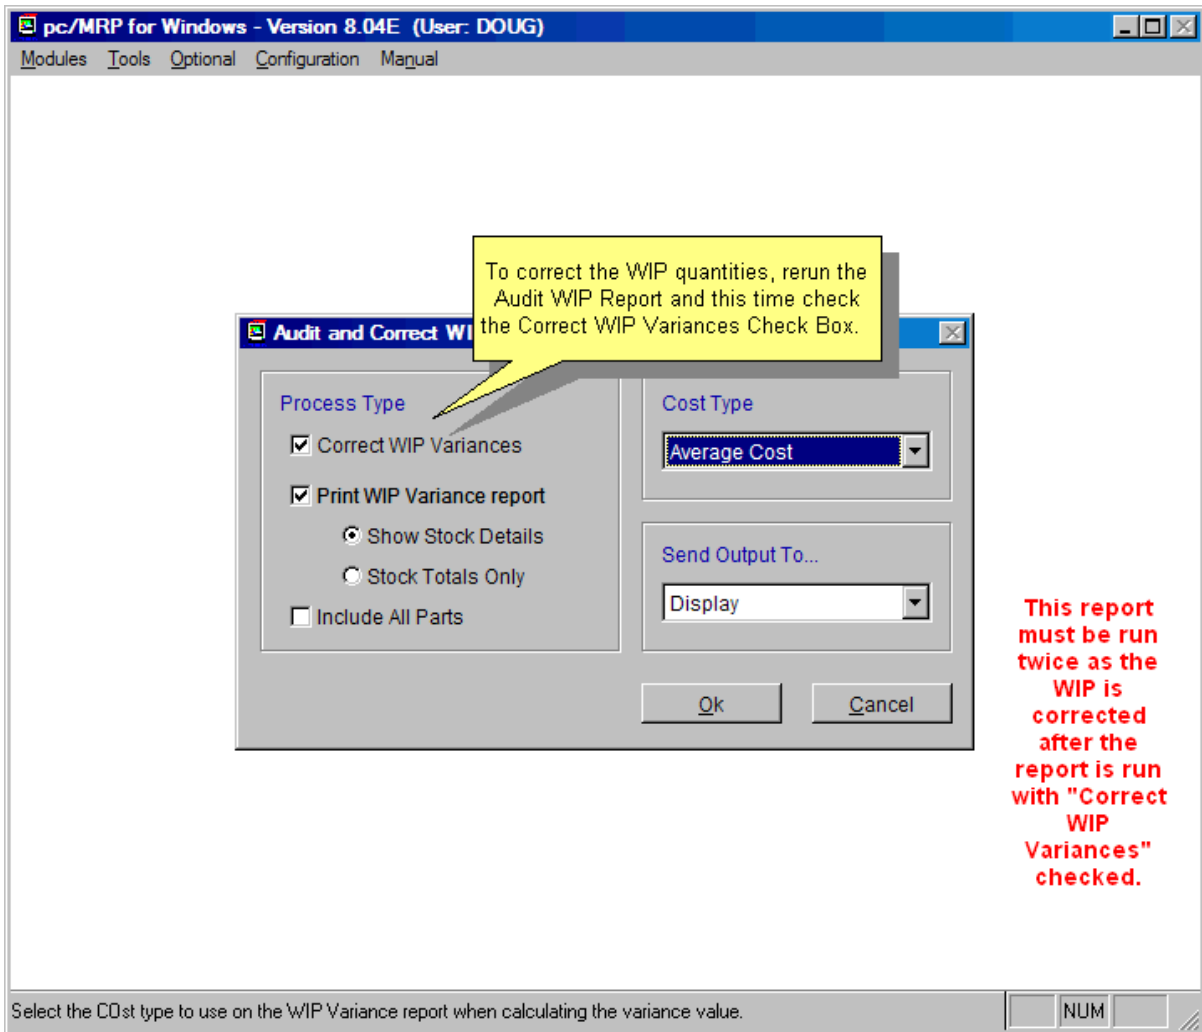 pc/MRP for Windows - Version 8.04E (User: DOUG)
Modules Tools Optional Configuration Manual
To correct the WIP quantities, rerun the
Audit WIP Report and this time check
the Correct WIP Variances Check Box.
Audit and Correct WI
Process Type
Correct WIP Variances
Print WIP Variance report
Show Stock Details
Stock Totals Only
Include All Parts
Cost Type
Average Cost
Send Output To...
Display
Ok
Cancel
This report
must be run
twice as the
WIP is
corrected
after the
report is run
with "Correct
WIP
Variances"
checked.
Select the COst type to use on the WIP Variance report when calculating the variance value.
NUM